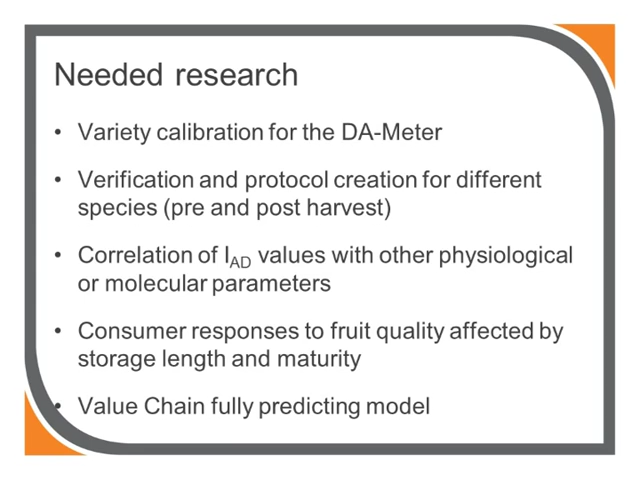 Needed research
• Variety calibration for the DA-Meter
• Verification and protocol creation for different
species (pre and post harvest)
• Correlation of IAD values with other physiological
or molecular parameters
• Consumer responses to fruit quality affected by
storage length and maturity
• Value Chain fully predicting model